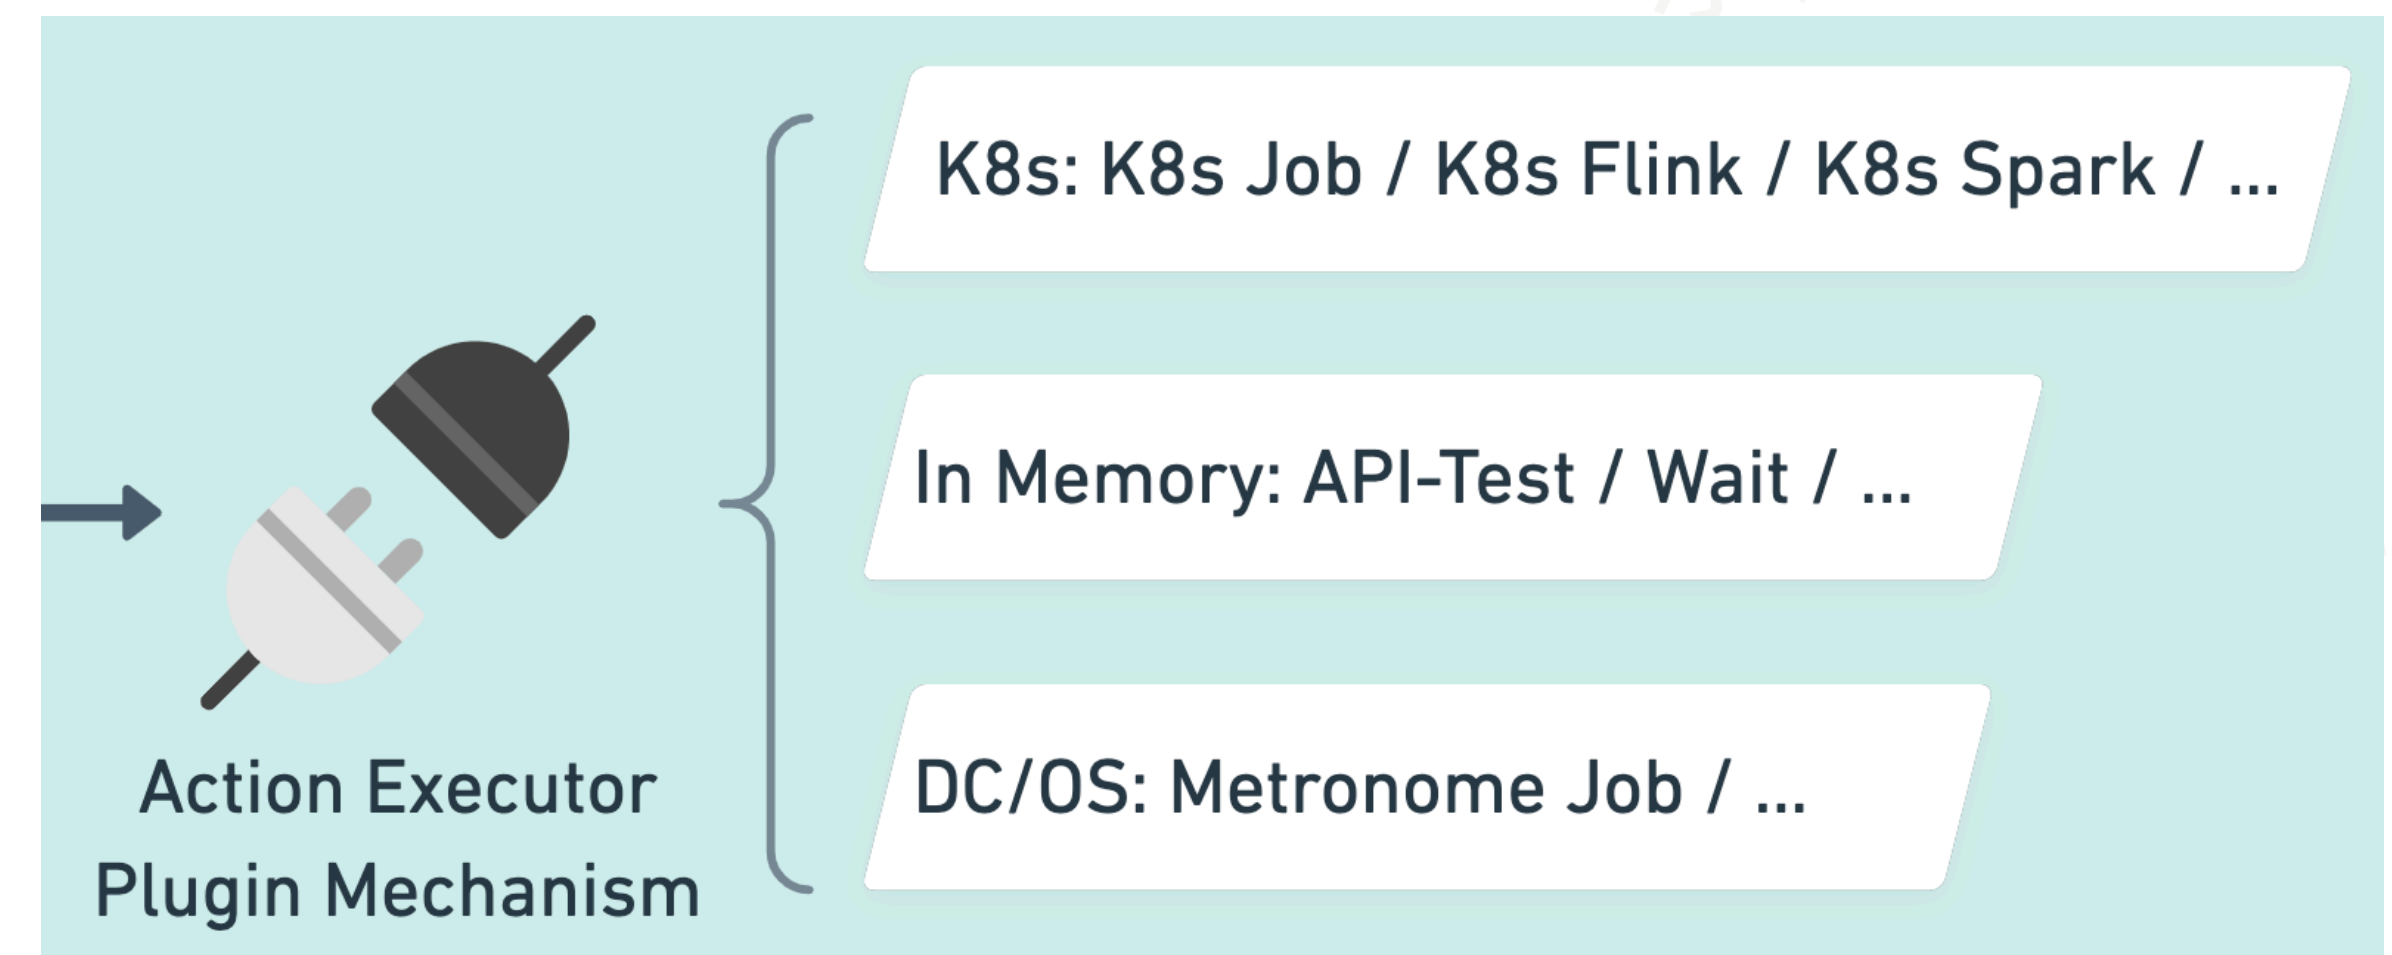 K8s: K8s Job / K8s Flink / K8s Spark / ...
In Memory: API-Test / Wait / ...
DC/OS: Metronome Job / ...
Action Executor
Plugin Mechanism